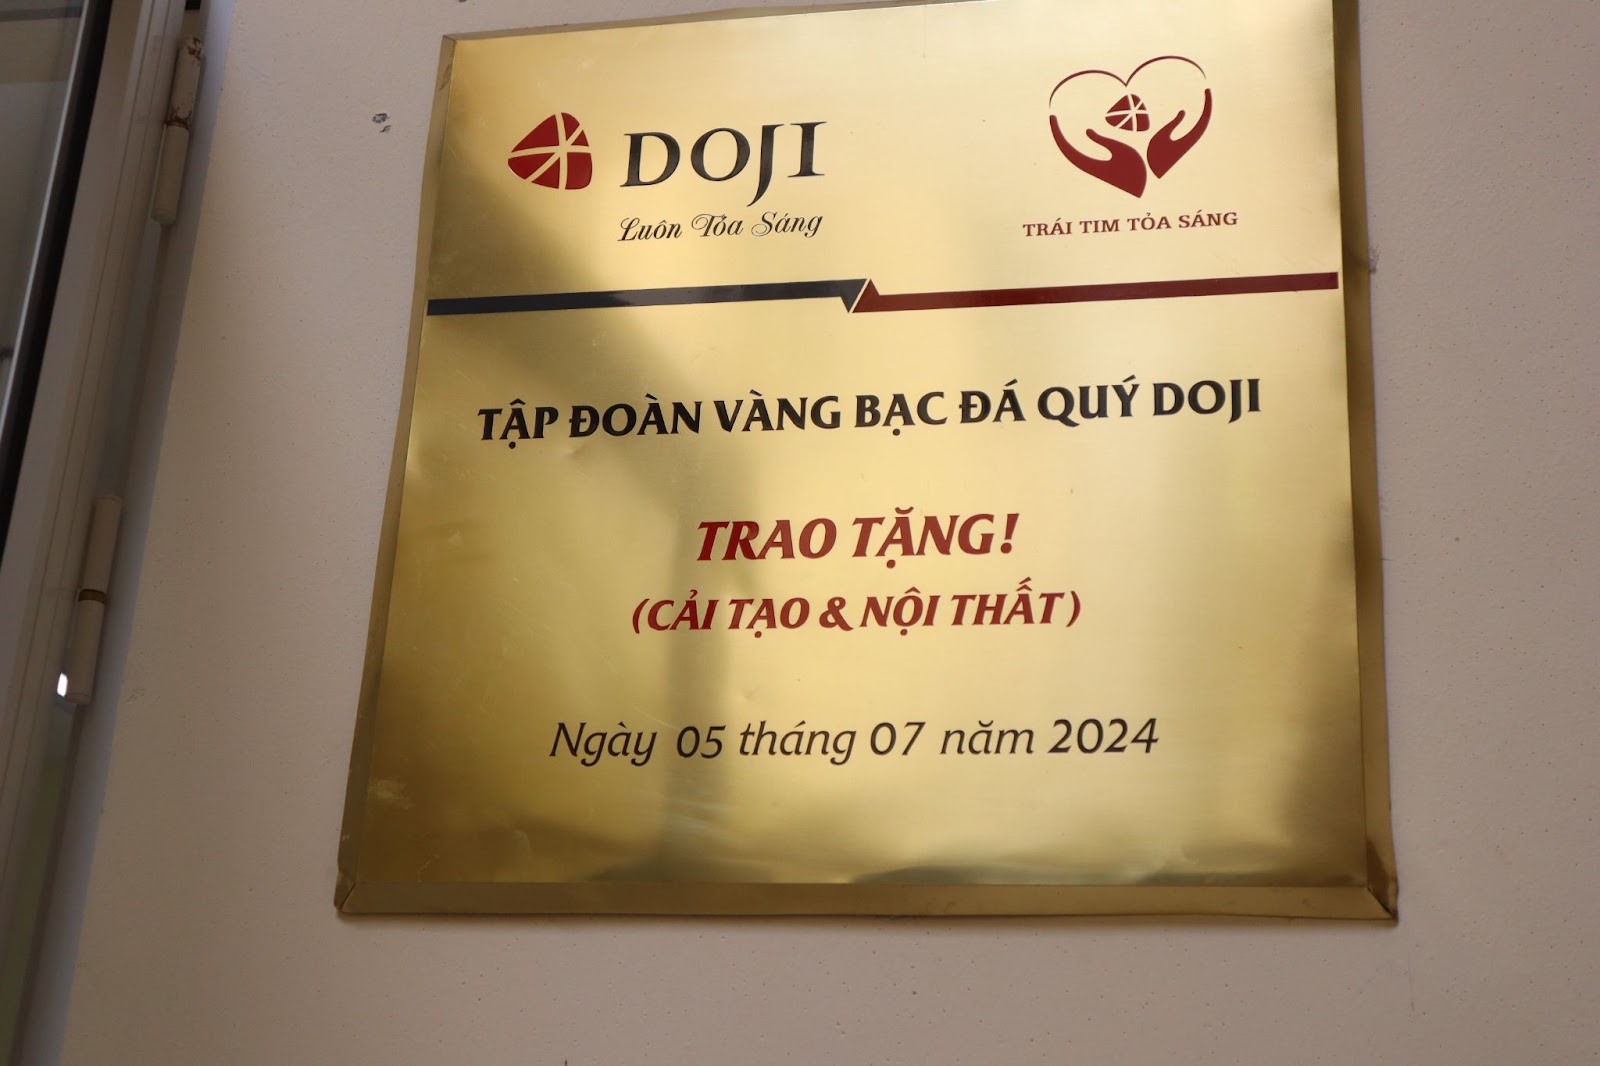 DOJI
Luôn Tỏa Sáng
TRÁI TIM TỎA SÁNG
TẬP ĐOÀN VÀNG BẠC ĐÁ QUÝ DOJI
TRAO TẶNG!
(CẢI TẠO & NỘI THẤT)
Ngày 05 tháng 07 năm 2024